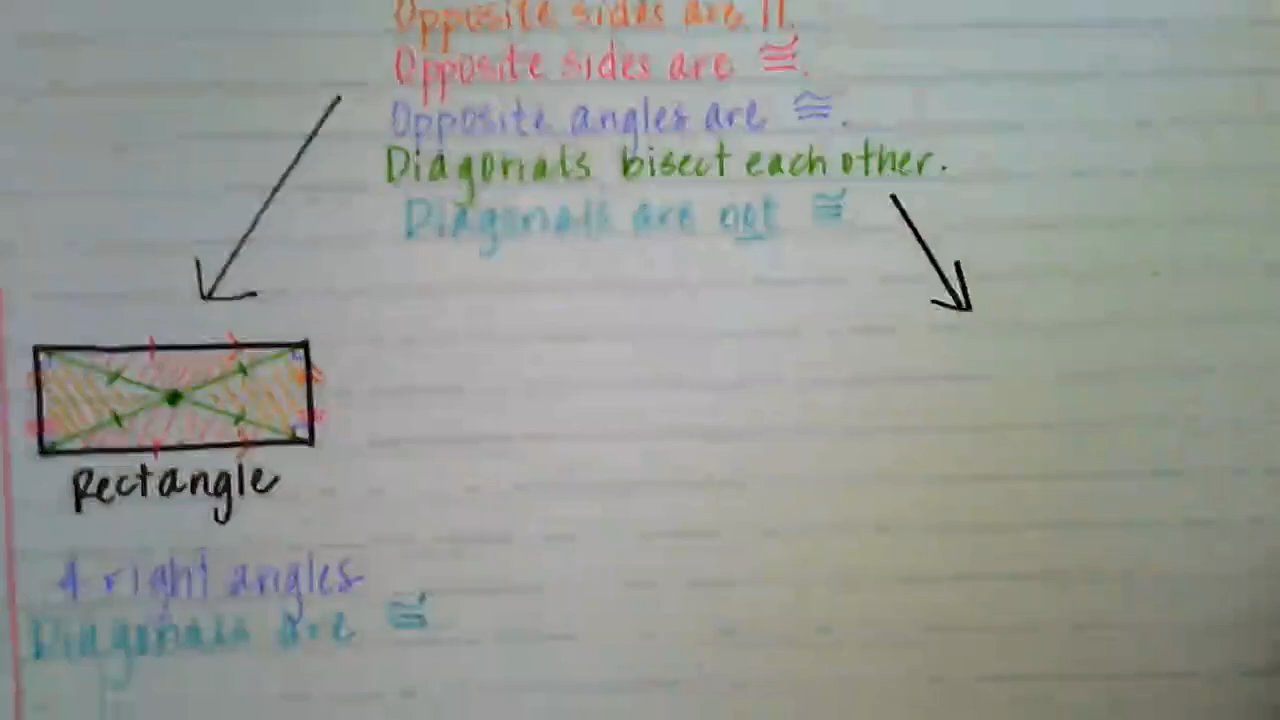 Opposite sides are ||.
Opposite sides are ≅.
Opposite angles are ≅.
Diagonals bisect each other.
Diagonals are not ≅
Rectangle
4 right angles
Diagonals are ≅